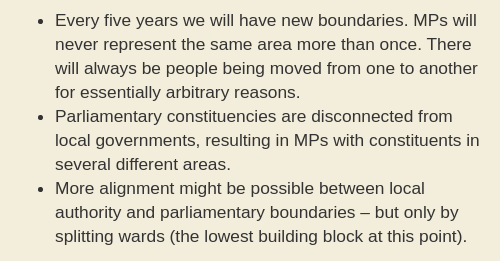 • Every five years we will have new boundaries. MPs will
never represent the same area more than once. There
will always be people being moved from one to another
for essentially arbitrary reasons.
• Parliamentary constituencies are disconnected from
local governments, resulting in MPs with constituents in
several different areas.
• More alignment might be possible between local
authority and parliamentary boundaries – but only by
splitting wards (the lowest building block at this point).